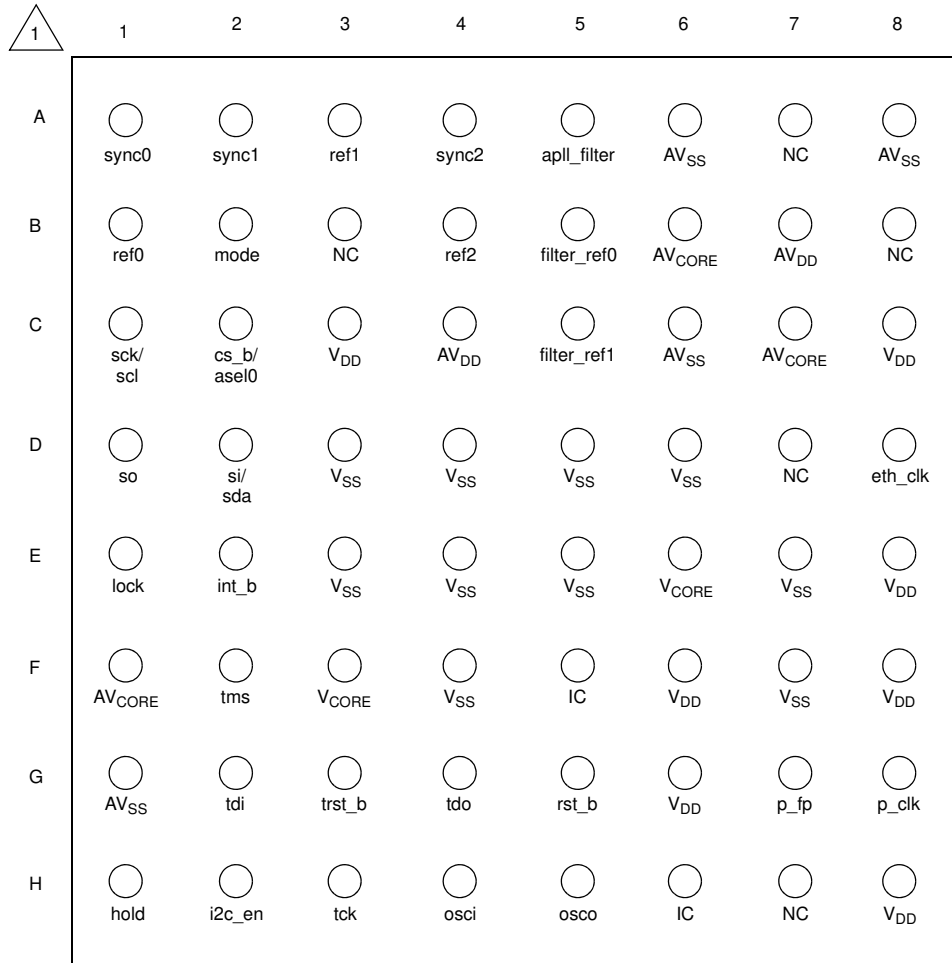 1 1 2 3 4 5 6 7 8
A
sync0 sync1 ref1 sync2 apll_filter AVSS NC AVSS
B
ref0 mode NC ref2 filter_ref0 AVCORE AVDD NC
C
sck/ cs_b/ VDD AVDD filter_ref1 AVSS AVCORE VDD
scl asel0
D
so si/ VSS VSS VSS VSS NC eth_clk
sda
E
lock int_b VSS VSS VSS VCORE VSS VDD
F
AVCORE tms VCORE VSS IC VDD VSS VDD
G
AVSS tdi trst_b tdo rst_b VDD p_fp p_clk
H
hold i2c_en tck osci osco IC NC VDD